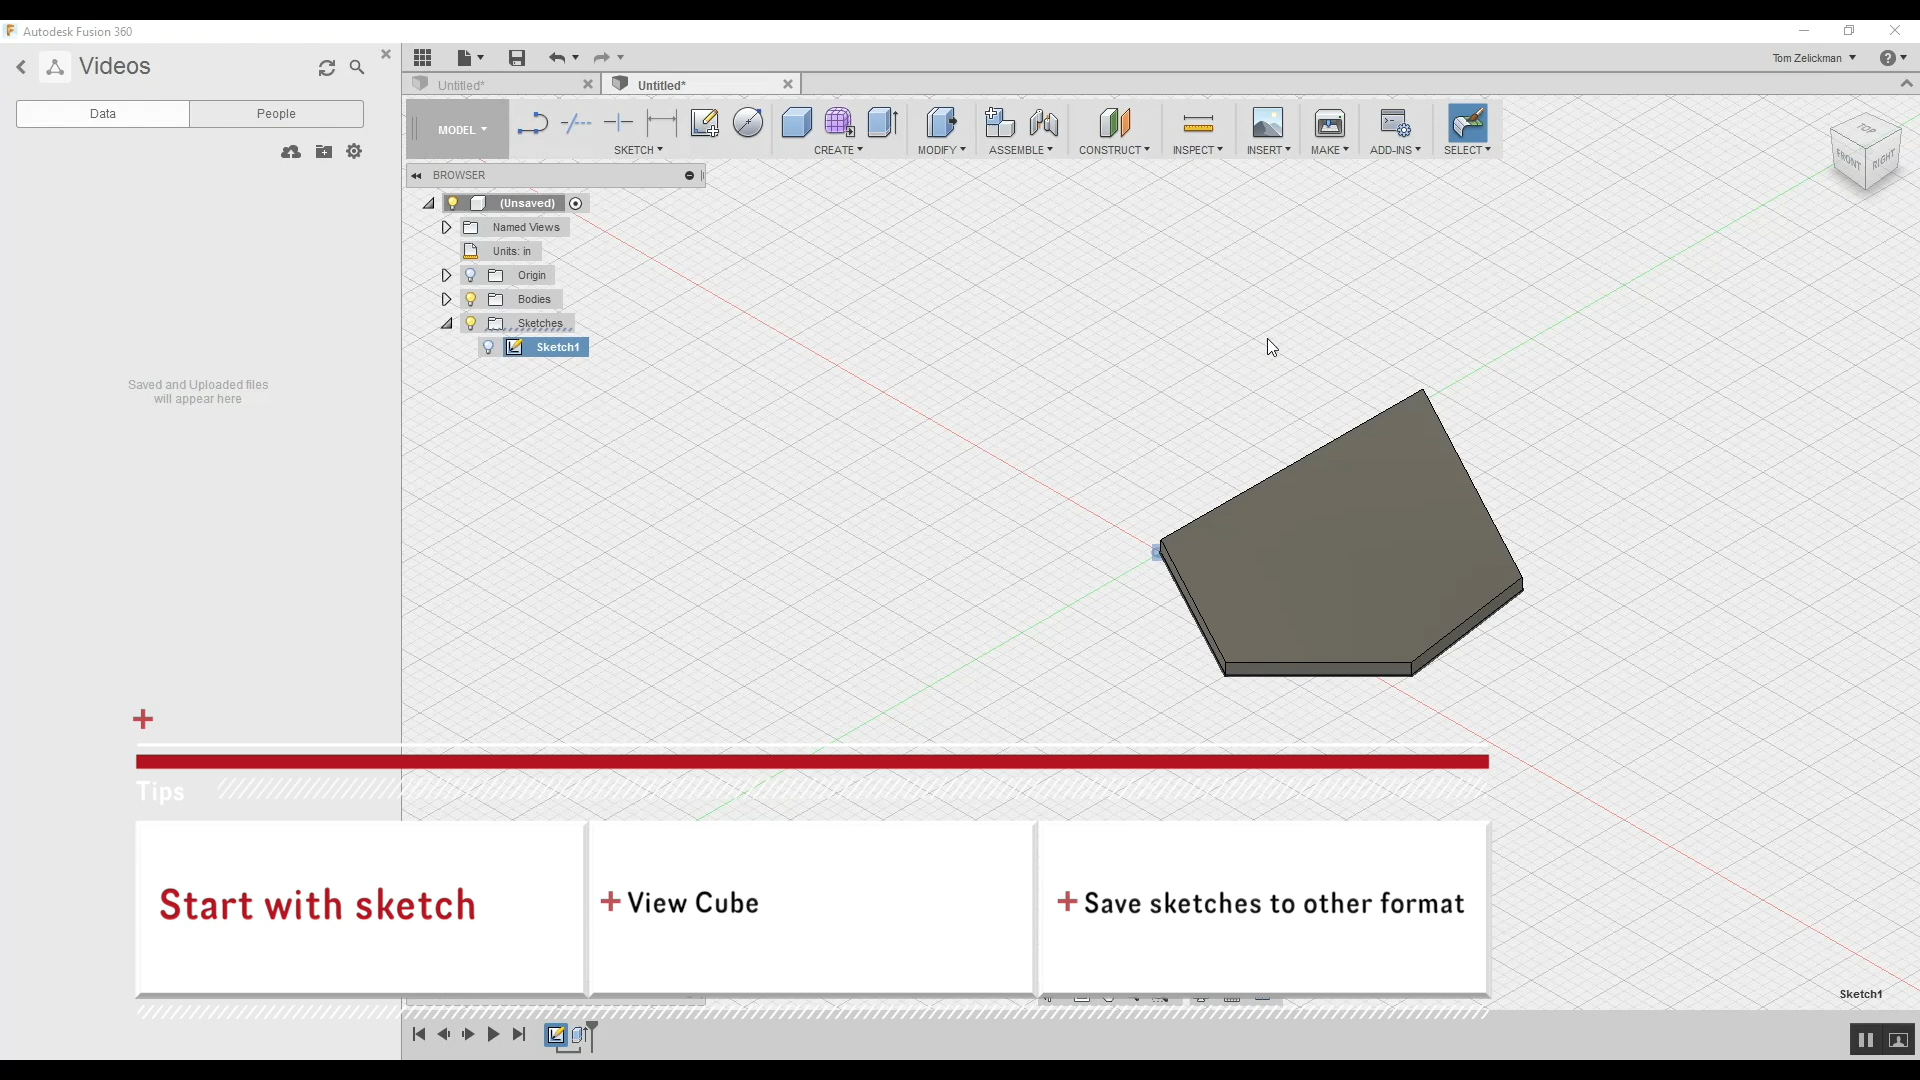 Autodesk Fusion 360
Videos
Tom Zelickman
Untitled*
Untitled*
Data
People
MODEL
SKETCH
CREATE
MODIFY
ASSEMBLE
CONSTRUCT
INSPECT
INSERT
MAKE
ADD-INS
SELECT
TOP
FRONT
RIGHT
BROWSER
(Unsaved)
Named Views
Units: in
Origin
Bodies
Sketches
Sketch1
Saved and Uploaded files
will appear here
Tips
Start with sketch
+ View Cube
+ Save sketches to other format
Sketch1